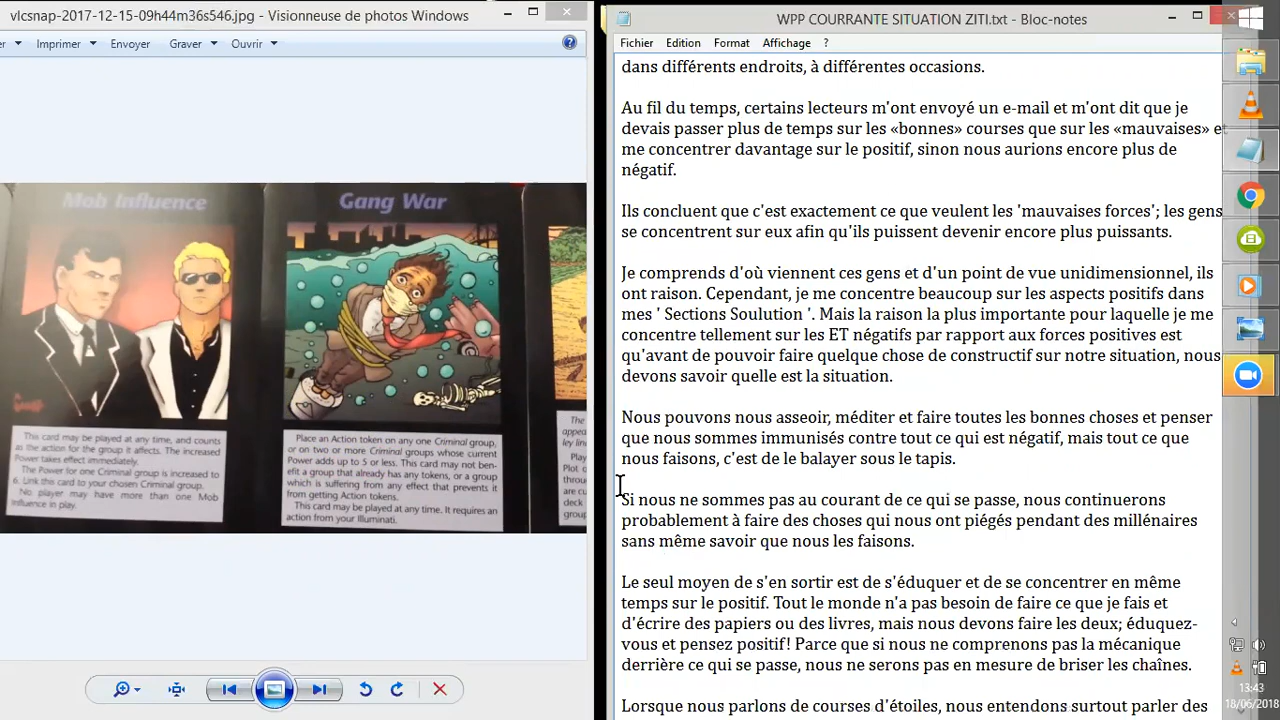 vlcsnap-2017-12-15-09h44m36s546.jpg - Visionneuse de photos Windows
Imprimer
Envoyer
Graver
Ouvrir
Mob Influence
This card may be played at any time, and counts
as the action for the group it affects. The increased
Power takes effect immediately.
The Power for one Criminal group is increased to
6. Link this card to your chosen Criminal group.
No player may have more than one Mob
Influence in play.
Gang War
Place an Action token on any one Criminal group,
or on two or more Criminal groups whose current
Power adds up to 5 or less. This card may not ben-
efit a group that already has any tokens, or a group
which is suffering from any effect that prevents it
from getting Action tokens.
This card may be played at any time. It requires an
action from your Illuminati.
The
appea
ley lin
Play
Plot o
throug
are cu
deck
group
WPP COURRANTE SITUATION ZITI.txt - Bloc-notes
Fichier Edition Format Affichage ?
dans différents endroits, à différentes occasions.
Au fil du temps, certains lecteurs m'ont envoyé un e-mail et m'ont dit que je
devais passer plus de temps sur les «bonnes» courses que sur les «mauvaises» et
me concentrer davantage sur le positif, sinon nous aurions encore plus de
négatif.
Ils concluent que c'est exactement ce que veulent les 'mauvaises forces'; les gens
se concentrent sur eux afin qu'ils puissent devenir encore plus puissants.
Je comprends d'où viennent ces gens et d'un point de vue unidimensionnel, ils
ont raison. Cependant, je me concentre beaucoup sur les aspects positifs dans
mes ' Sections Soulution '. Mais la raison la plus importante pour laquelle je me
concentre tellement sur les ET négatifs par rapport aux forces positives est
qu'avant de pouvoir faire quelque chose de constructif sur notre situation, nous
devons savoir quelle est la situation.
Nous pouvons nous asseoir, méditer et faire toutes les bonnes choses et penser
que nous sommes immunisés contre tout ce qui est négatif, mais tout ce que
nous faisons, c'est de le balayer sous le tapis.
Si nous ne sommes pas au courant de ce qui se passe, nous continuerons
probablement à faire des choses qui nous ont piégés pendant des millénaires
sans même savoir que nous les faisons.
Le seul moyen de s'en sortir est de s'éduquer et de se concentrer en même
temps sur le positif. Tout le monde n'a pas besoin de faire ce que je fais et
d'écrire des papiers ou des livres, mais nous devons faire les deux; éduquez-
vous et pensez positif! Parce que si nous ne comprenons pas la mécanique
derrière ce qui se passe, nous ne serons pas en mesure de briser les chaînes.
Lorsque nous parlons de courses d'étoiles, nous entendons surtout parler des
13:43
18/06/2018